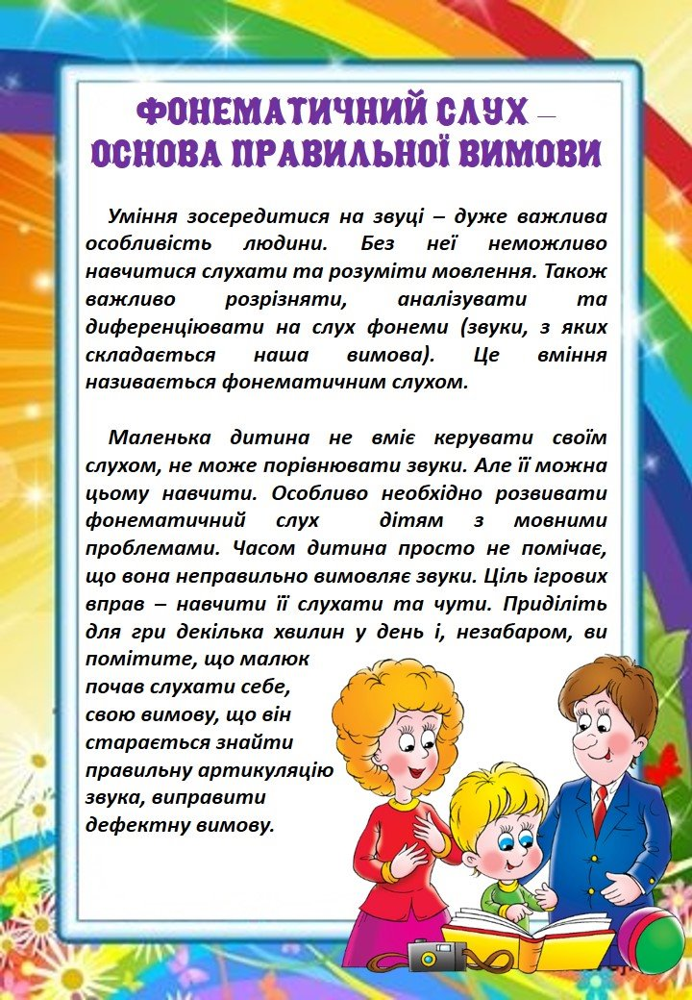 ФОНЕМАТИЧНИЙ СЛУХ –
ОСНОВА ПРАВИЛЬНОЇ ВИМОВИ
Уміння зосередитися на звуці – дуже важлива
особливість людини. Без неї неможливо
навчитися слухати та розуміти мовлення. Також
важливо розрізняти, аналізувати та
диференціювати на слух фонеми (звуки, з яких
складається наша вимова). Це вміння
називається фонематичним слухом.
Маленька дитина не вміє керувати своїм
слухом, не може порівнювати звуки. Але її можна
цьому навчити. Особливо необхідно розвивати
фонематичний слух дітям з мовними
проблемами. Часом дитина просто не помічає,
що вона неправильно вимовляє звуки. Ціль ігрових
вправ – навчити її слухати та чути. Приділіть
для гри декілька хвилин у день і, незабаром, ви
помітите, що малюк
почав слухати себе,
свою вимову, що він
старається знайти
правильну артикуляцію
звука, виправити
дефектну вимову.